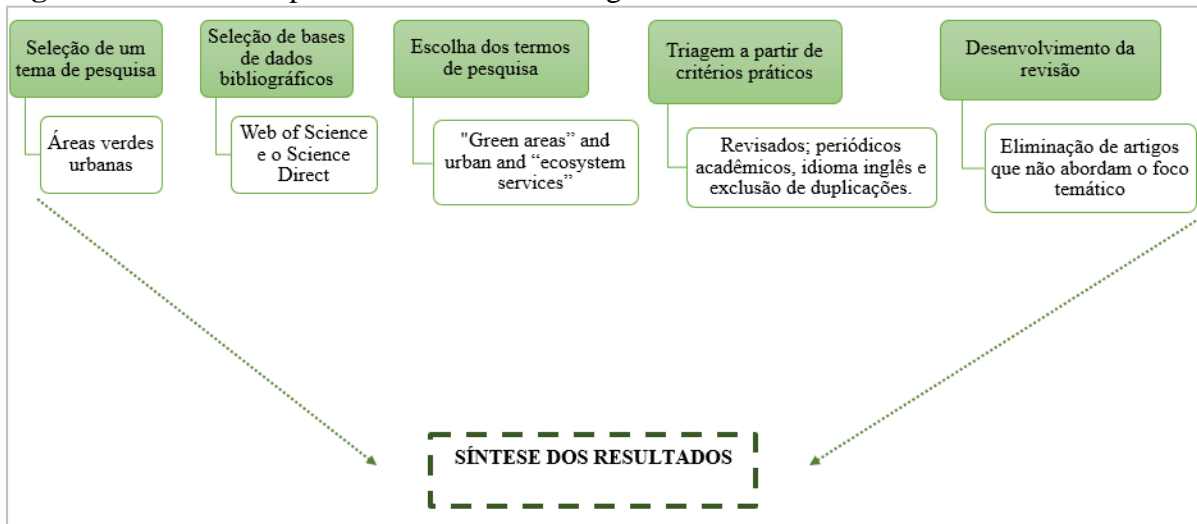 Seleção de um
tema de pesquisa
Áreas verdes
urbanas
Seleção de bases
de dados
bibliográficos
Web of Science
e o Science
Direct
Escolha dos termos
de pesquisa
"Green areas” and
urban and “ecosystem
services”
Triagem a partir de
critérios práticos
Revisados; periódicos
acadêmicos, idioma inglês e
exclusão de duplicações.
Desenvolvimento da
revisão
Eliminação de artigos
que não abordam o foco
temático
SÍNTESE DOS RESULTADOS